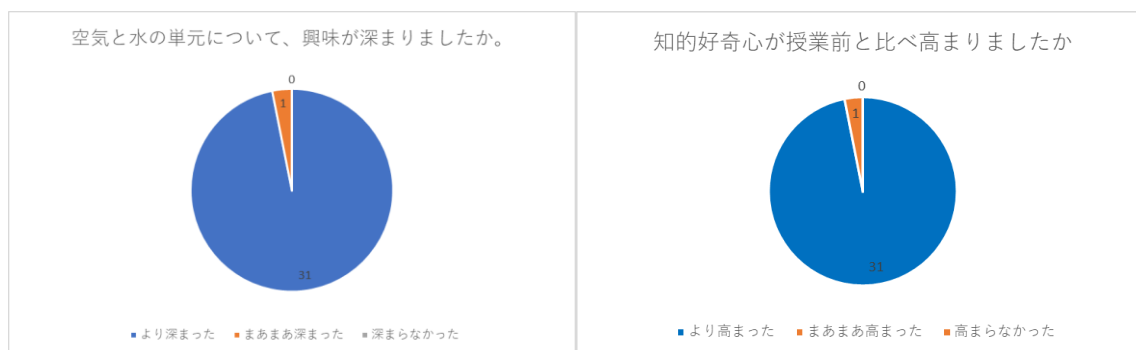 空気と水の単元について、興味が深まりましたか。
0
1
31
より深まった まあまあ深まった 深まらなかった
知的好奇心が授業前と比べ高まりましたか
0
1
31
より高まった まあまあ高まった 高まらなかった